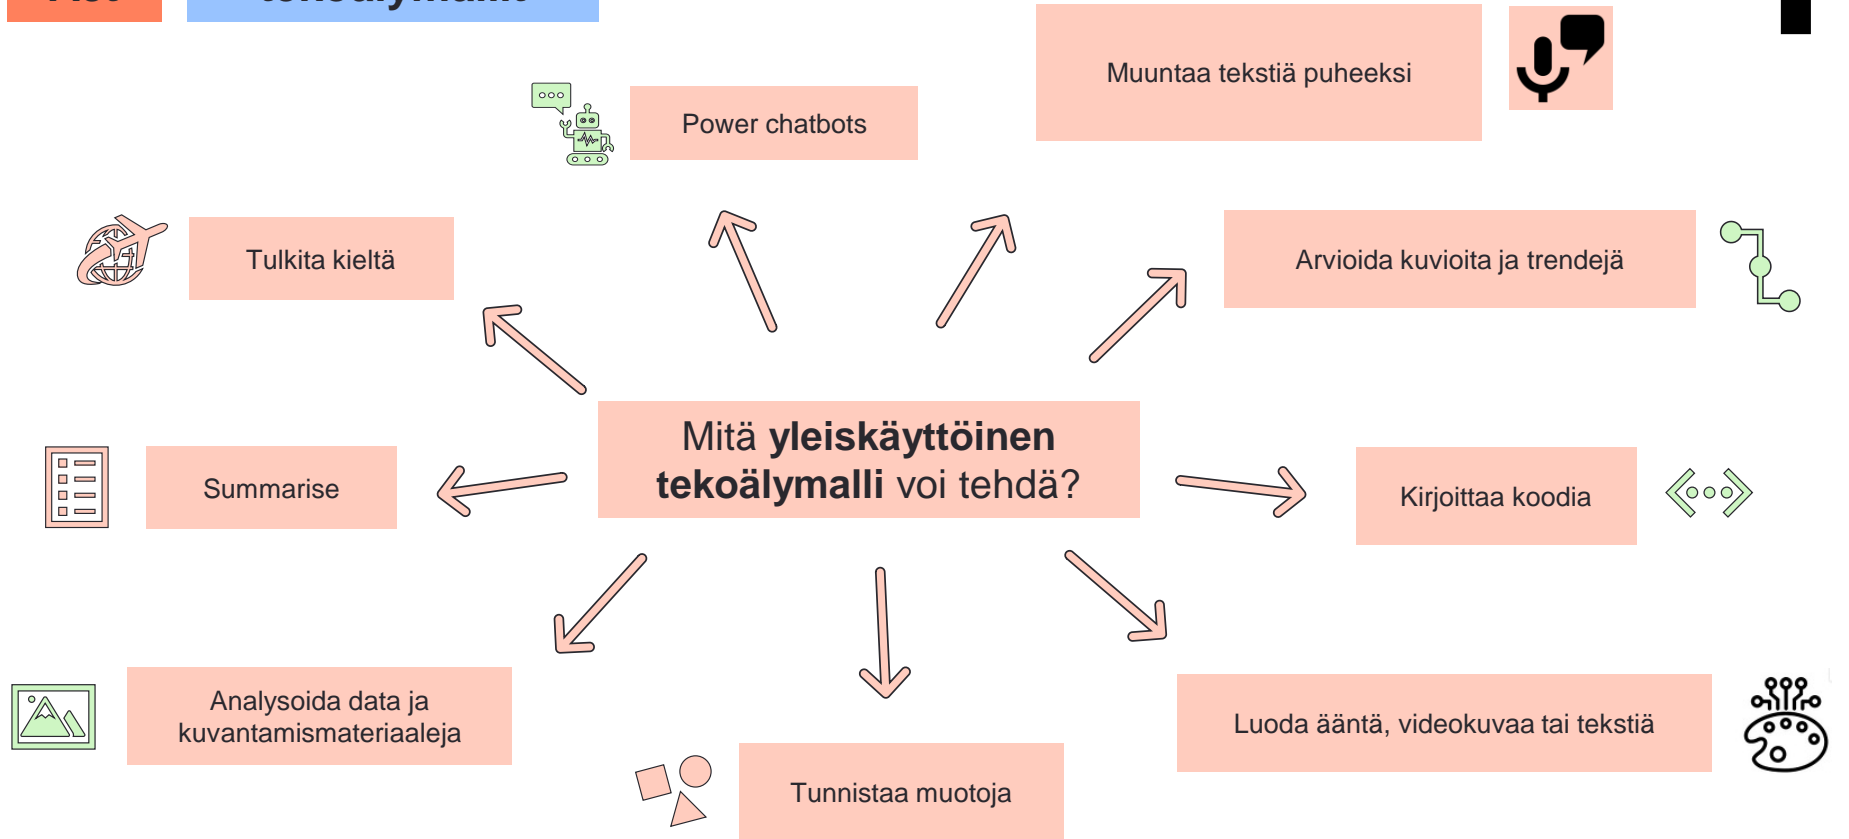 tekoälymallit
Muuntaa tekstiä puheeksi
Power chatbots
Tulkita kieltä
Arvioida kuvioita ja trendejä
Mitä yleiskäyttöinen
tekoälymalli voi tehdä?
Summarise
Kirjoittaa koodia
Analysoida data ja
kuvantamismateriaaleja
Luoda ääntä, videokuvaa tai tekstiä
Tunnistaa muotoja